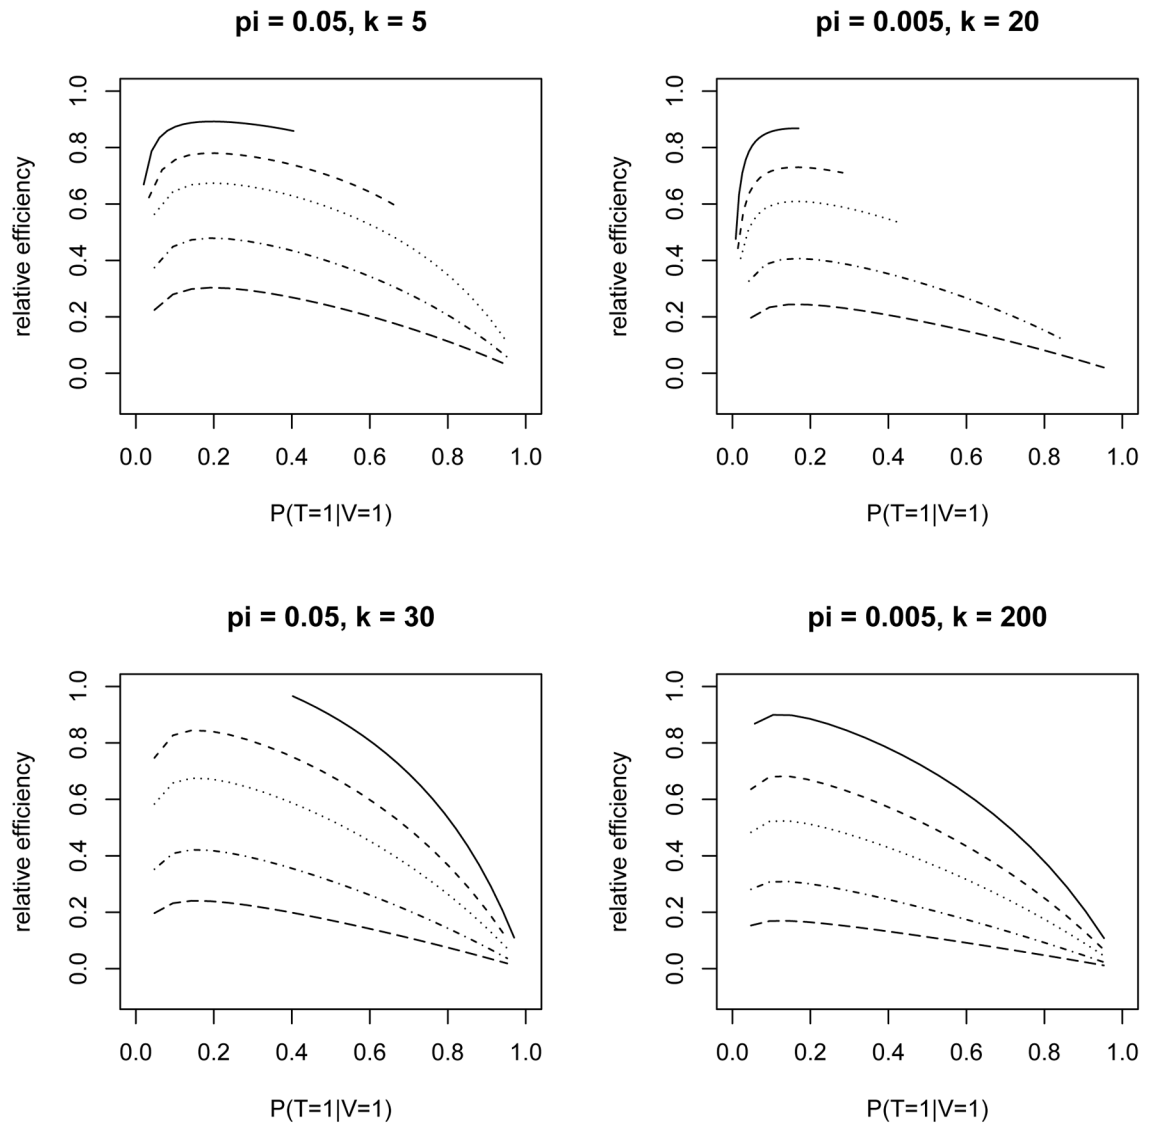 pi = 0.05, k = 5
relative efficiency
1.0
0.8
0.6
0.4
0.2
0.0
0.0 0.2 0.4 0.6 0.8 1.0
P(T=1|V=1)
pi = 0.005, k = 20
relative efficiency
1.0
0.8
0.6
0.4
0.2
0.0
0.0 0.2 0.4 0.6 0.8 1.0
P(T=1|V=1)
pi = 0.05, k = 30
relative efficiency
1.0
0.8
0.6
0.4
0.2
0.0
0.0 0.2 0.4 0.6 0.8 1.0
P(T=1|V=1)
pi = 0.005, k = 200
relative efficiency
1.0
0.8
0.6
0.4
0.2
0.0
0.0 0.2 0.4 0.6 0.8 1.0
P(T=1|V=1)